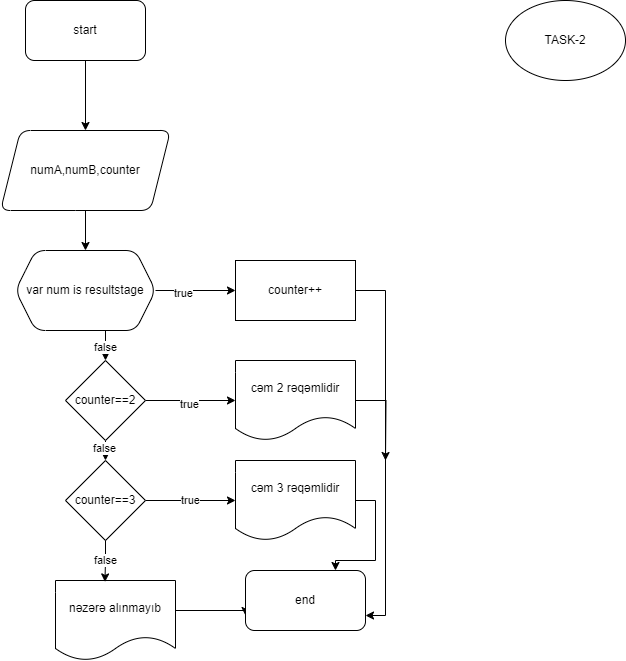 start
TASK-2
numA,numB,counter
var num is resultstage
true
counter++
false
counter==2
true
cəm 2 rəqəmlidir
false
counter==3
true
cəm 3 rəqəmlidir
false
nəzərə alınmayıb
end